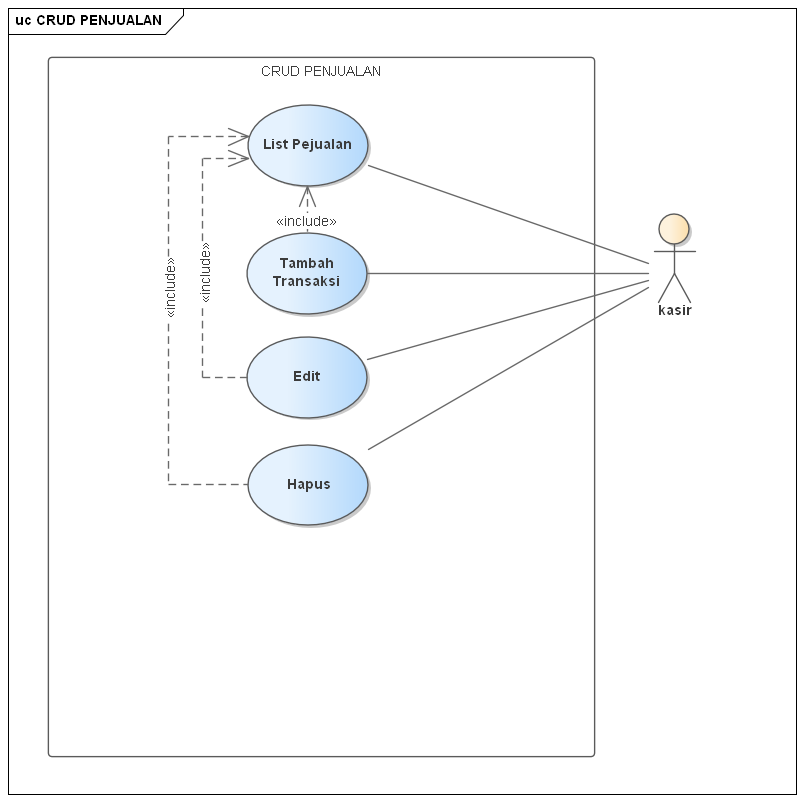 uc CRUD PENJUALAN
CRUD PENJUALAN
List Pejualan
«include»
«include»
«include»
Tambah
Transaksi
Edit
Hapus
kasir